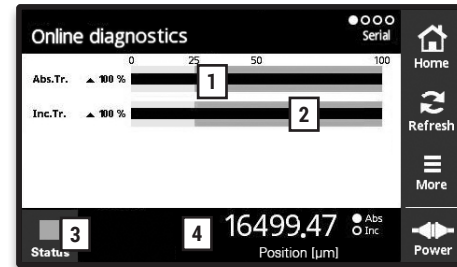 Online diagnostics
Serial
0 25 50 100
Abs.Tr. ▲ 100 %
1
Inc.Tr. ▲ 100 %
2
Home
Refresh
More
3
Status
4
16499.47
Abs
Inc
Position [µm]
Power